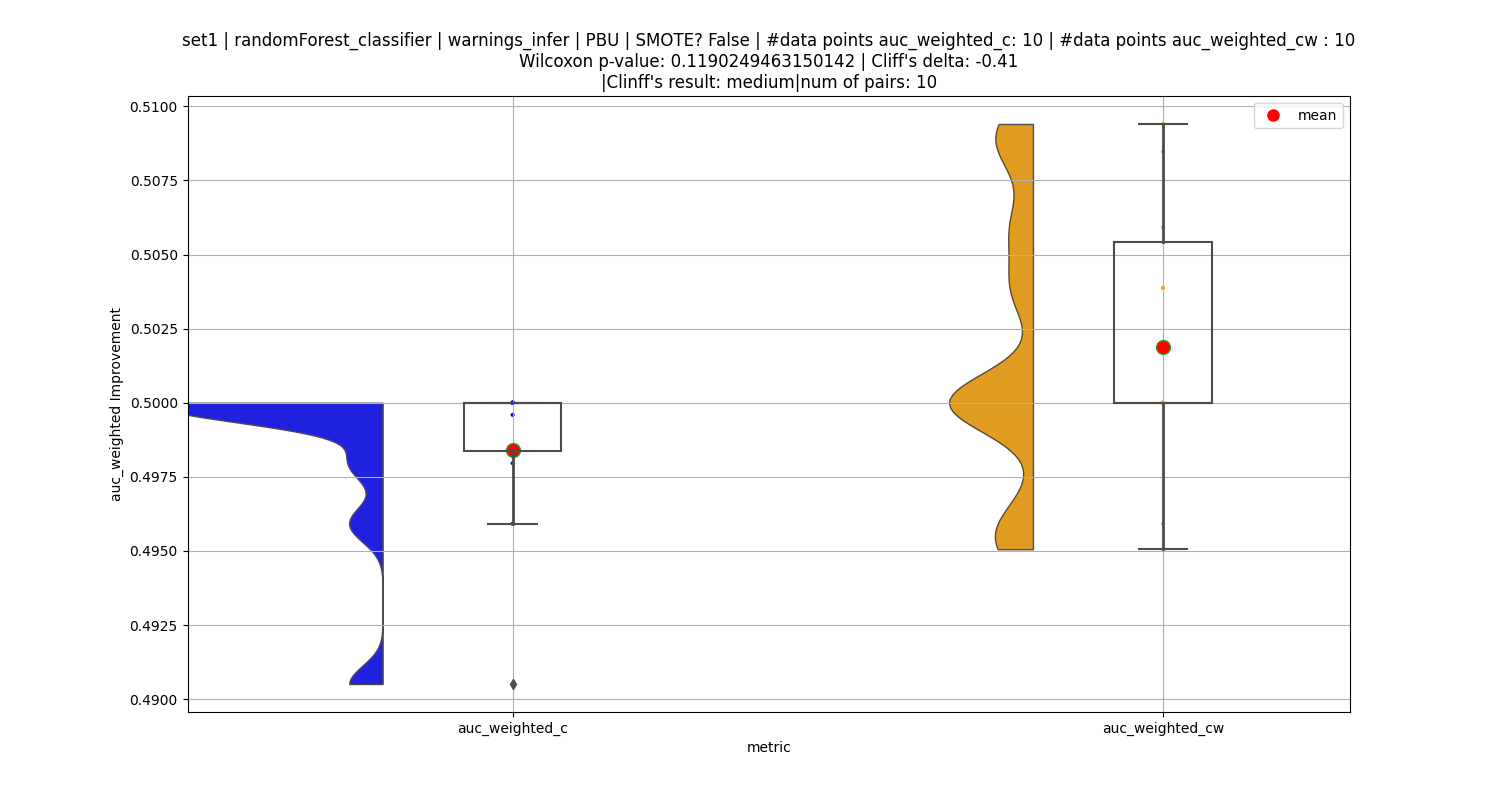 set1 | randomForest_classifier | warnings_infer | PBU | SMOTE? False | #data points auc_weighted_c: 10 | #data points auc_weighted_cw : 10
Wilcoxon p-value: 0.1190249463150142 | Cliff's delta: -0.41
|Clinff's result: medium|num of pairs: 10
mean
auc_weighted Improvement
0.5100
0.5075
0.5050
0.5025
0.5000
0.4975
0.4950
0.4925
0.4900
auc_weighted_c
auc_weighted_cw
metric